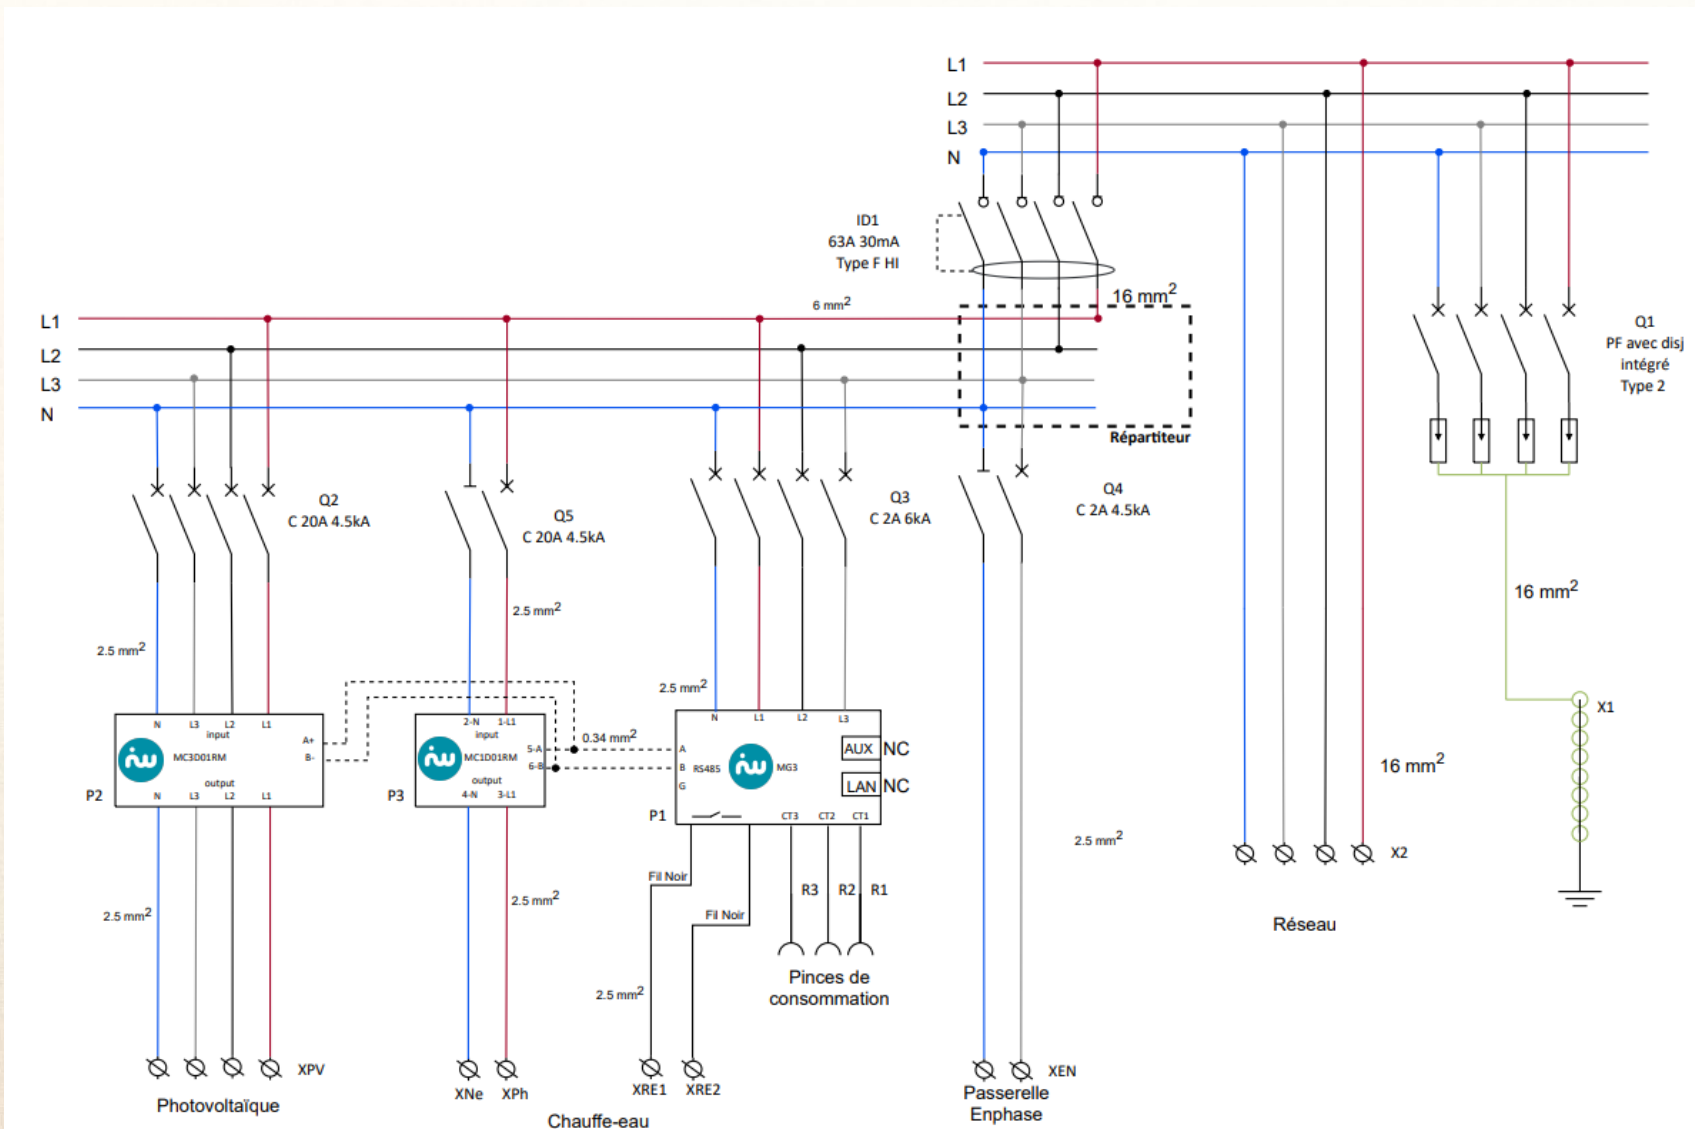 L1
L2
L3
N
ID1
63A 30mA
Type F HI
16 mm2
6 mm2
L1
L2
L3
N
Répartiteur
Q1
PF avec disj
intégré
Type 2
Q2
C 20A 4.5kA
Q5
C 20A 4.5kA
Q3
C 2A 6kA
Q4
C 2A 4.5kA
2.5 mm2
2.5 mm2
2.5 mm2
16 mm2
N L3 L2 L1
input
MC3D01RM
A+
B-
output
N L3 L2 L1
P2
2-N 1-L1
input
MC1D01RM
5-A
6-B
output
4-N 3-L1
P3
0.34 mm2
N L1 L2 L3
A
B
G
RS485
MG3
AUX NC
LAN NC
P1
CT3 CT2 CT1
X1
16 mm2
2.5 mm2
X2
Réseau
Fil Noir
Fil Noir
R3 R2 R1
2.5 mm2
2.5 mm2
2.5 mm2
Pinces de
consommation
XPV
Photovoltaïque
XNe XPh
XRE1 XRE2
Chauffe-eau
XEN
Passerelle
Enphase